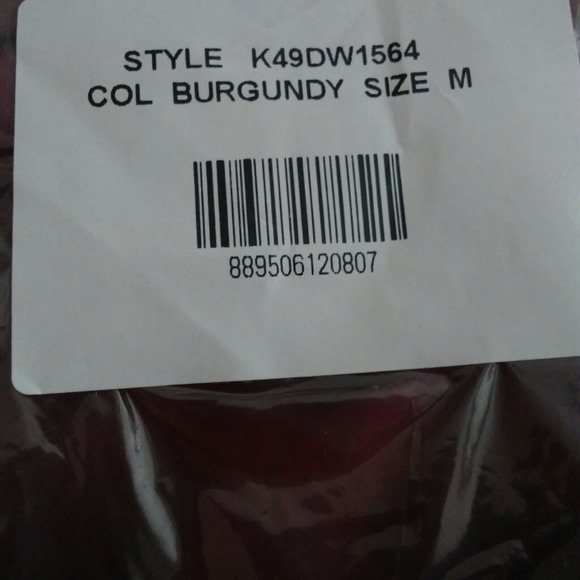 STYLE K49DW1564
COL BURGUNDY SIZE M
889506120807